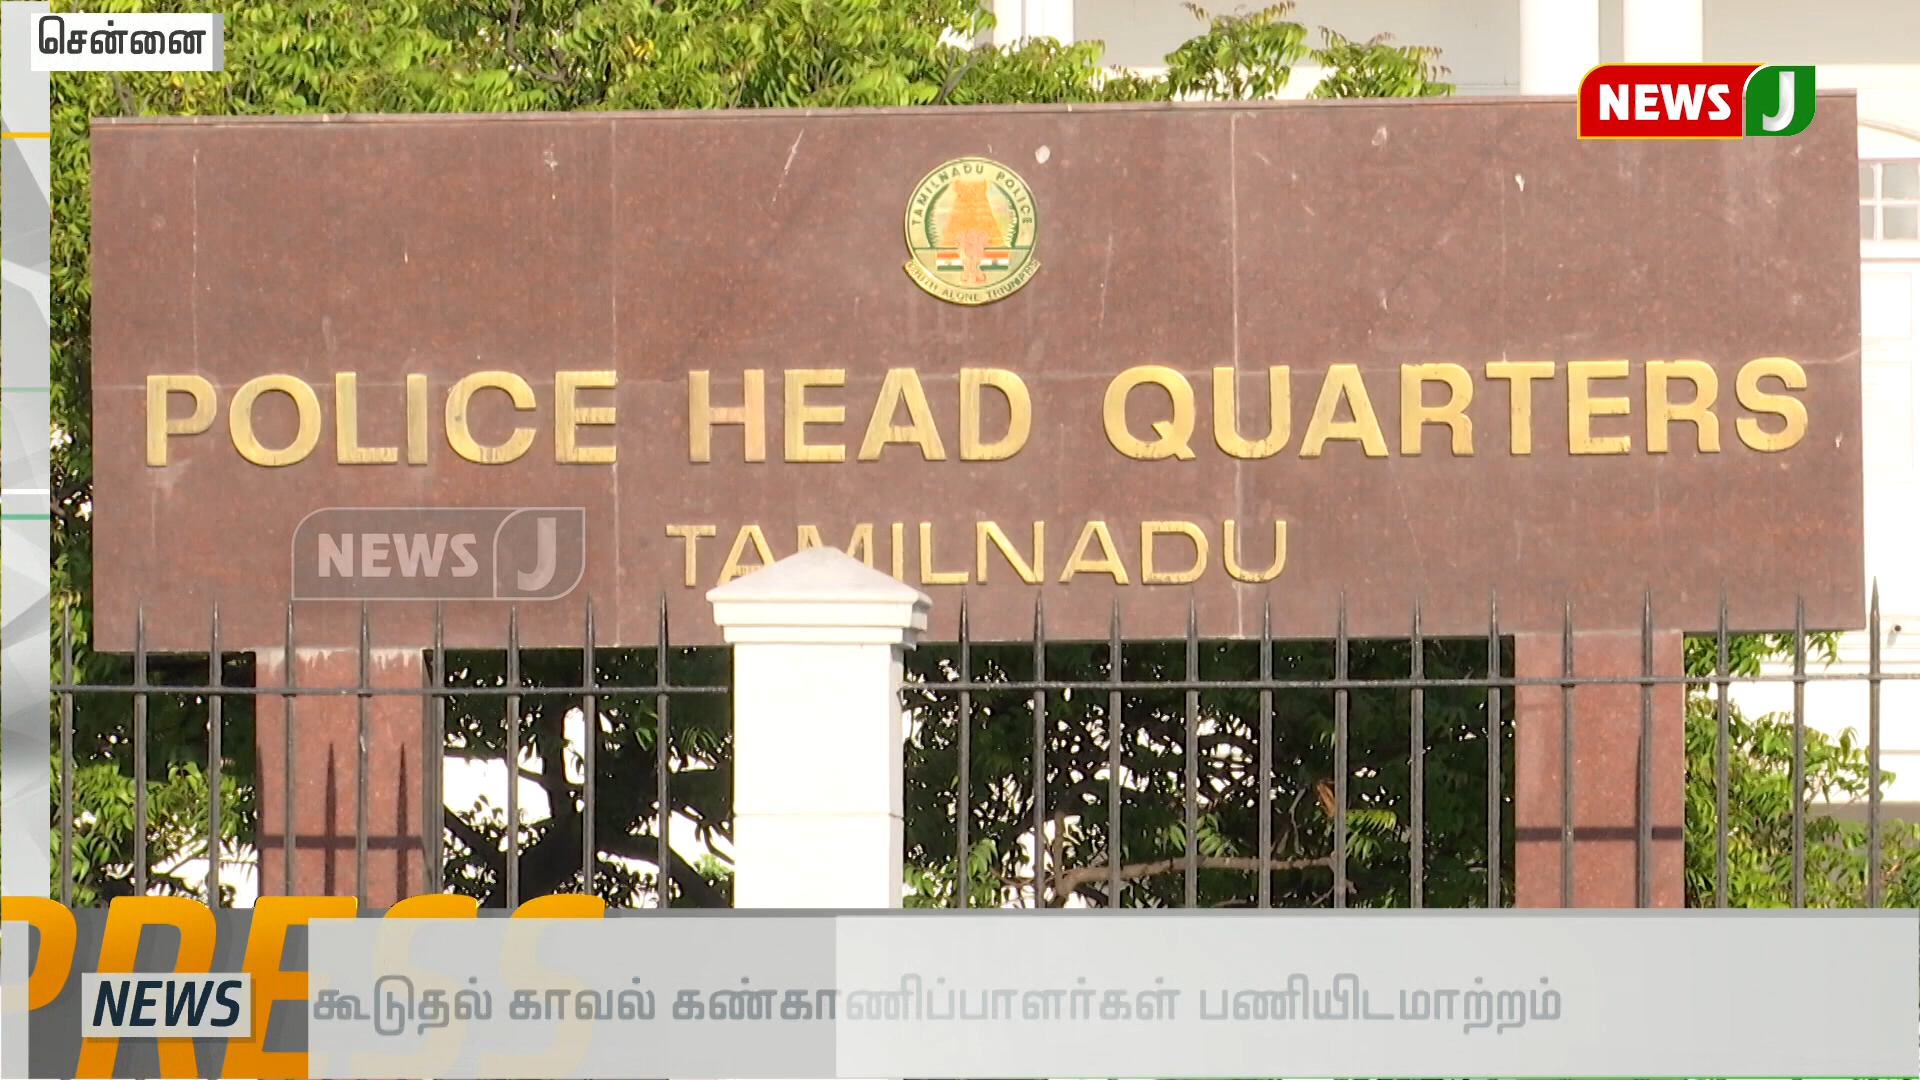 சென்னை
NEWS J
TAMILNADU POLICE
TRUTH ALONE TRIUMPHS
POLICE HEAD QUARTERS
NEWS J
TAMILNADU
PRESS
NEWS
கூடுதல் காவல் கண்காணிப்பாளர்கள் பணியிடமாற்றம்